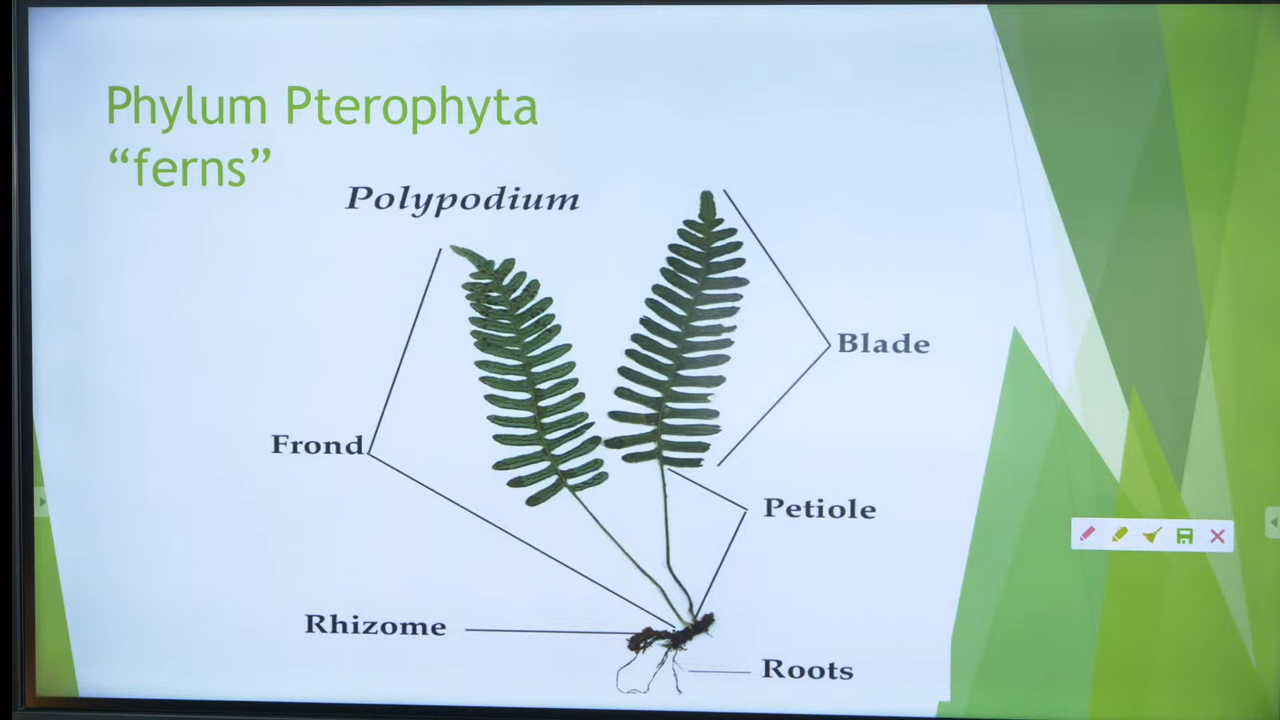 Phylum Pterophyta
“ferns”
Polypodium
Blade
Frond
Petiole
Rhizome
Roots